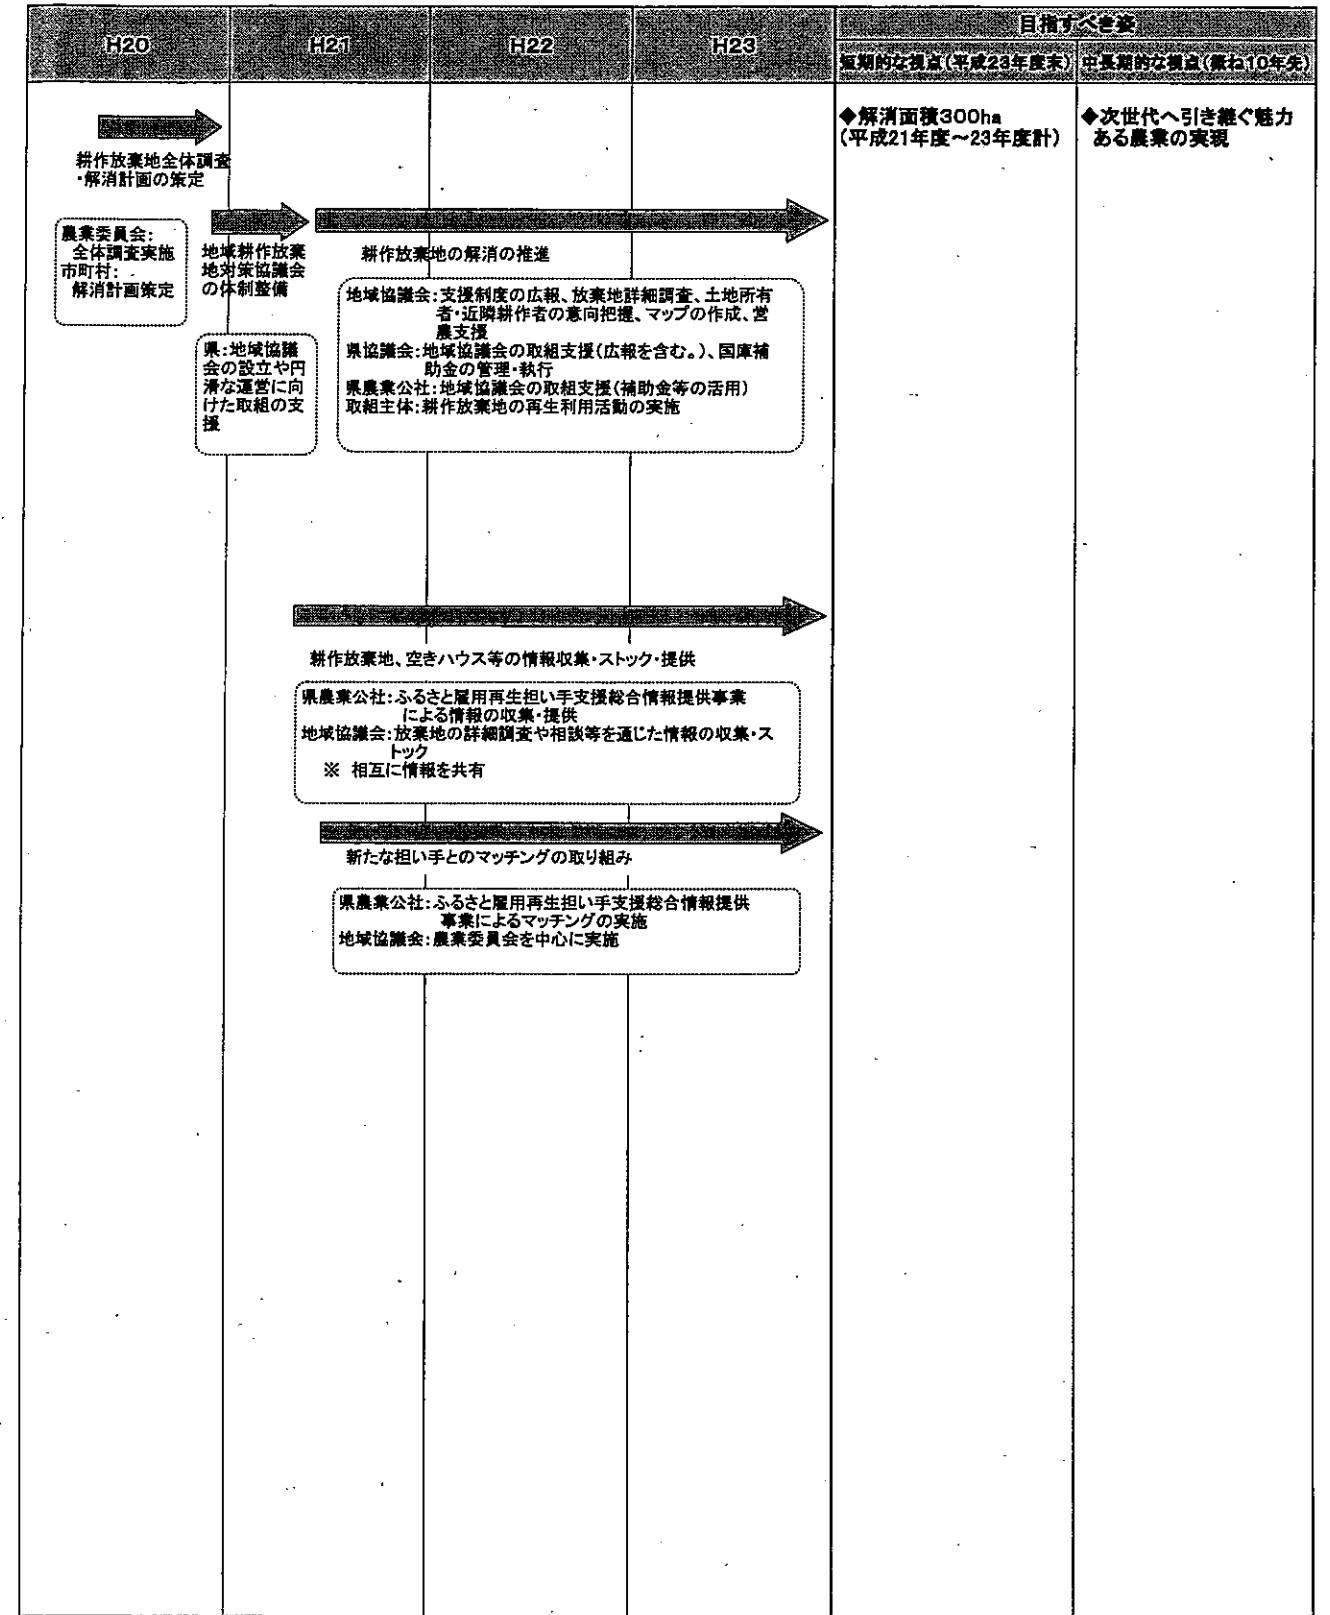 H20
H21
H22
H23
目指すべき姿
短期的な視点(平成23年度末)
中長期的な視点(概ね10年先)
◆解消面積300ha
(平成21年度～23年度計)
◆次世代へ引き継ぐ魅力
ある農業の実現
耕作放棄地全体調査
・解消計画の策定
農業委員会:
全体調査実施
市町村:
解消計画策定
地域耕作放棄
地対策協議会
の体制整備
県:地域協議
会の設立や円
滑な運営に向
けた取組の支
援
耕作放棄地の解消の推進
地域協議会:支援制度の広報、放棄地詳細調査、土地所有
者・近隣耕作者の意向把握、マップの作成、営
農支援
県協議会:地域協議会の取組支援(広報を含む。)、国庫補
助金の管理・執行
県農業公社:地域協議会の取組支援(補助金等の活用)
取組主体:耕作放棄地の再生利用活動の実施
耕作放棄地、空きハウス等の情報収集・ストック・提供
県農業公社:ふるさと雇用再生担い手支援総合情報提供事業
による情報の収集・提供
地域協議会:放棄地の詳細調査や相談等を通じた情報の収集・ス
トック
※ 相互に情報を共有
新たな担い手とのマッチングの取り組み
県農業公社:ふるさと雇用再生担い手支援総合情報提供
事業によるマッチングの実施
地域協議会:農業委員会を中心に実施